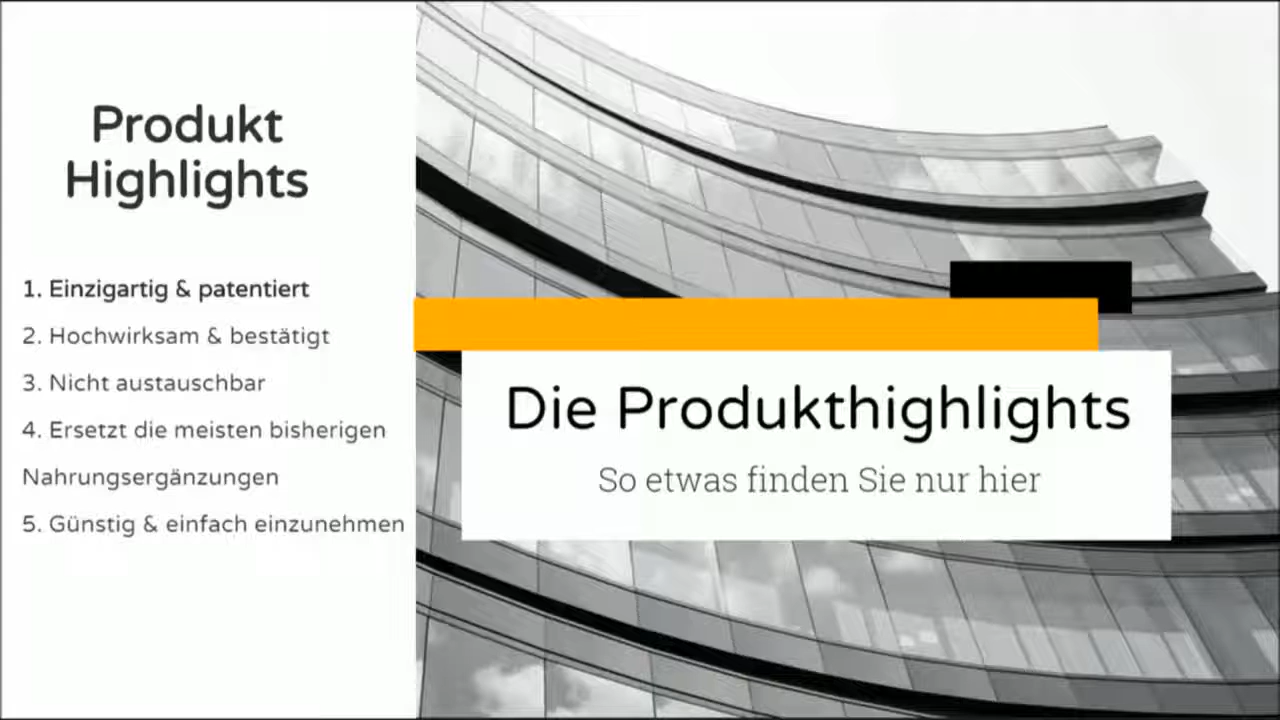 Produkt
Highlights
1. Einzigartig & patentiert
2. Hochwirksam & bestätigt
3. Nicht austauschbar
4. Ersetzt die meisten bisherigen
Nahrungsergänzungen
5. Günstig & einfach einzunehmen
Die Produkthighlights
So etwas finden Sie nur hier